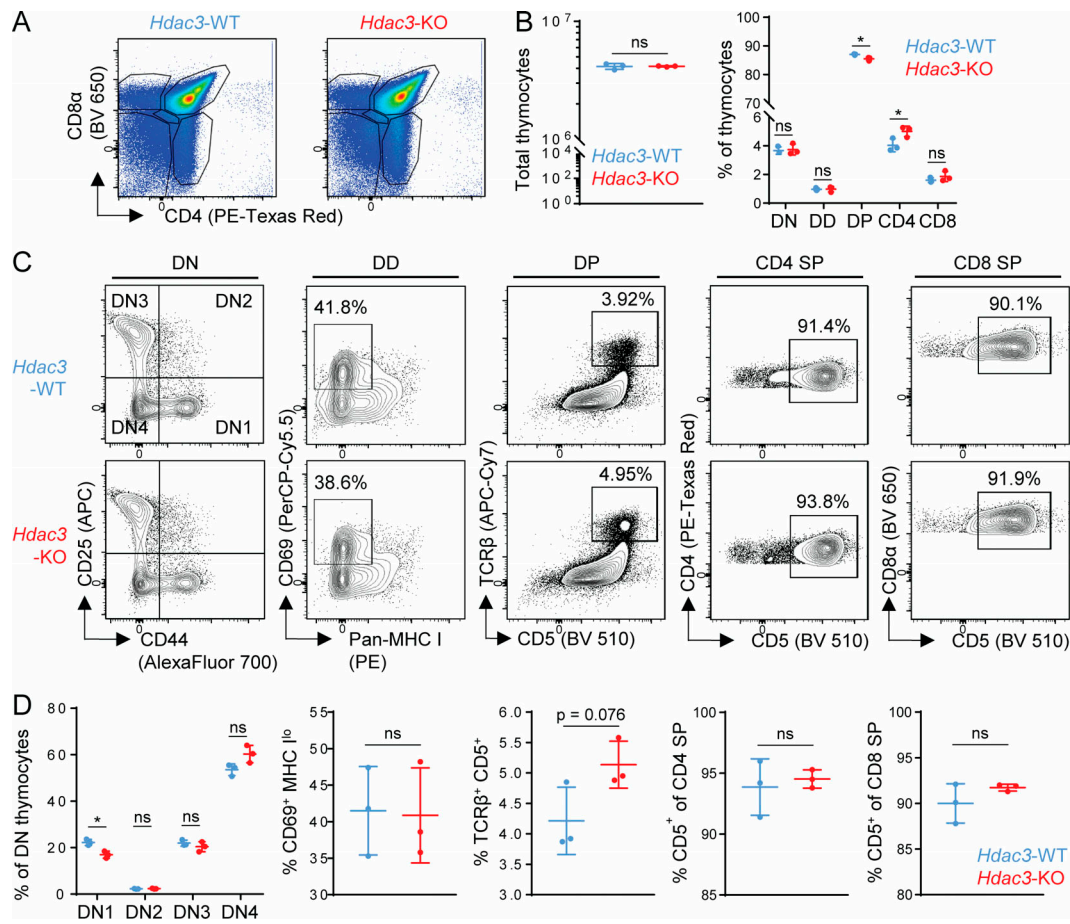 A
Hdac3-WT
Hdac3-KO
CD8α
(BV 650)
0
0
0
CD4 (PE-Texas Red)
B
Total thymocytes
10⁷
10⁶
10⁴
10²
10⁰
ns
Hdac3-WT
Hdac3-KO
% of thymocytes
100
90
80
70
6
4
2
0
ns
ns
*
*
ns
Hdac3-WT
Hdac3-KO
DN DD DP CD4 CD8
C
DN
DD
DP
CD4 SP
CD8 SP
Hdac3
-WT
DN3
DN2
DN4
DN1
41.8%
3.92%
91.4%
90.1%
Hdac3
-KO
38.6%
4.95%
93.8%
91.9%
CD25 (APC)
CD44
(AlexaFluor 700)
CD69 (PerCP-Cy5.5)
Pan-MHC I
(PE)
TCRβ (APC-Cy7)
CD5 (BV 510)
CD4 (PE-Texas Red)
CD5 (BV 510)
CD8α (BV 650)
CD5 (BV 510)
D
% of DN thymocytes
80
60
40
20
0
*
ns
ns
ns
DN1 DN2 DN3 DN4
% CD69⁺ MHC Iˡᵒ
5.5
5.0
4.5
4.0
3.5
3.0
ns
% TCRβ⁺ CD5⁺
6.0
5.5
5.0
4.5
4.0
3.5
3.0
p = 0.076
% CD5⁺ of CD4 SP
100
95
90
85
ns
% CD5⁺ of CD8 SP
100
95
90
85
80
ns
Hdac3-WT
Hdac3-KO